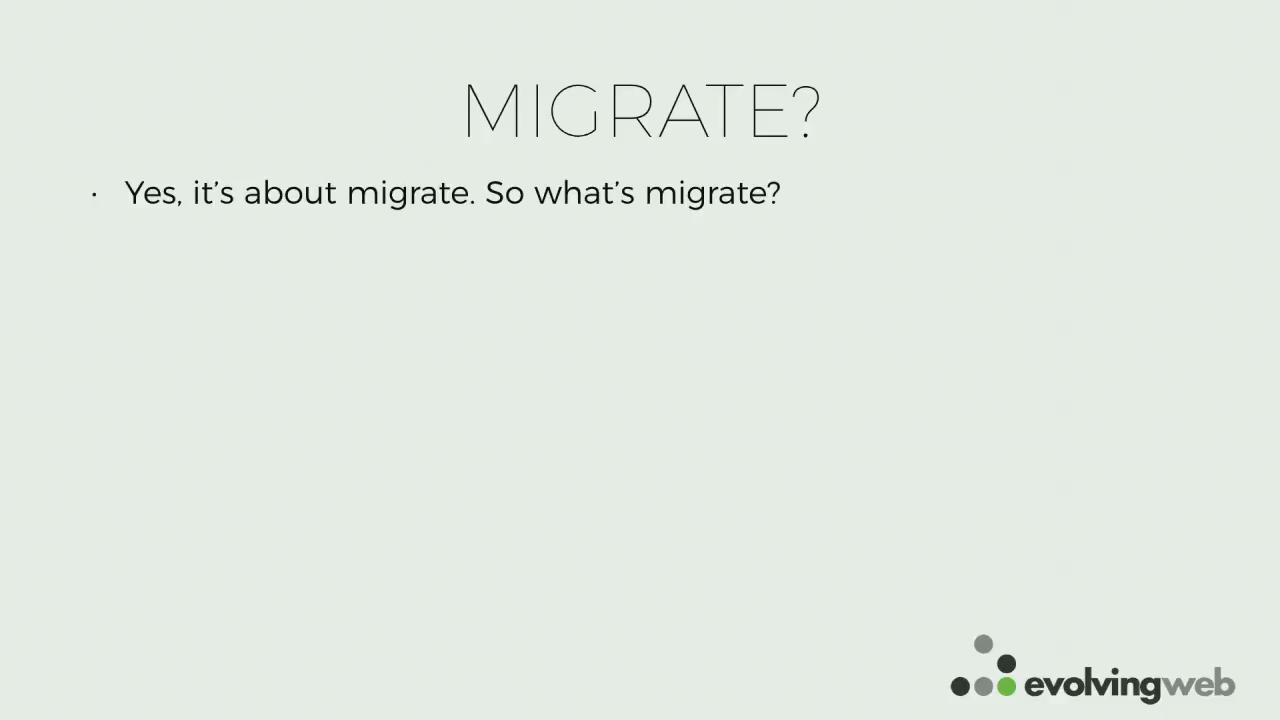 MIGRATE?
· Yes, it’s about migrate. So what’s migrate?
evolvingweb